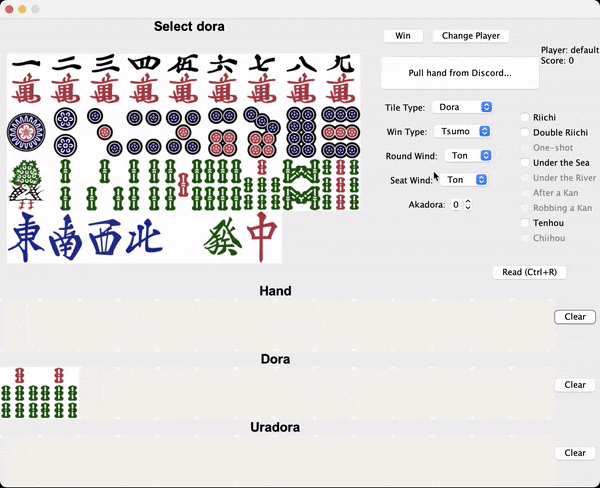 Select dora
Win
Change Player
Player: default
Score: 0
Pull hand from Discord...
一 二 三 四 伍 六 七 八 九
萬 萬 萬 萬 萬 萬 萬 萬 萬
東 南 西 北 發 中
Tile Type: Dora
Win Type: Tsumo
Round Wind: Ton
Seat Wind: Ton
Akadora: 0
Riichi
Double Riichi
One-shot
Under the Sea
Under the River
After a Kan
Robbing a Kan
Tenhou
Chiihou
Read (Ctrl+R)
Hand
Clear
Dora
Clear
Uradora
Clear